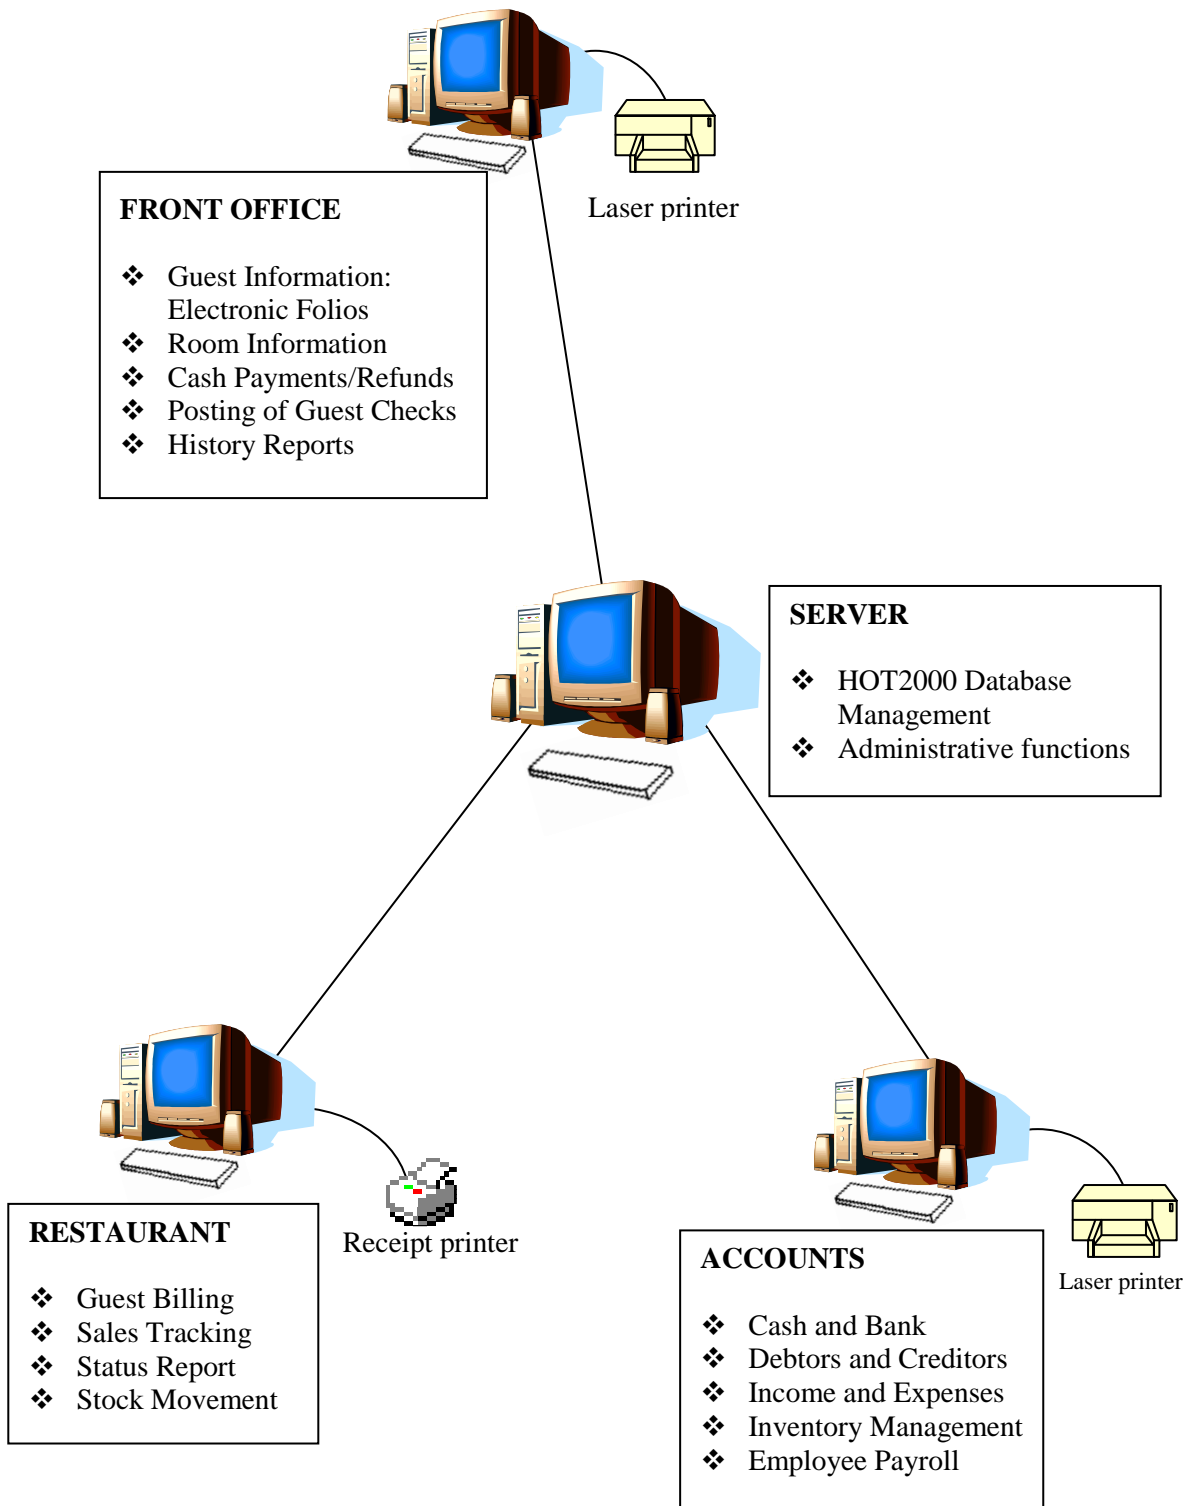 Laser printer
FRONT OFFICE
❖ Guest Information:
Electronic Folios
❖ Room Information
❖ Cash Payments/Refunds
❖ Posting of Guest Checks
❖ History Reports
SERVER
❖ HOT2000 Database
Management
❖ Administrative functions
Receipt printer
RESTAURANT
❖ Guest Billing
❖ Sales Tracking
❖ Status Report
❖ Stock Movement
Laser printer
ACCOUNTS
❖ Cash and Bank
❖ Debtors and Creditors
❖ Income and Expenses
❖ Inventory Management
❖ Employee Payroll